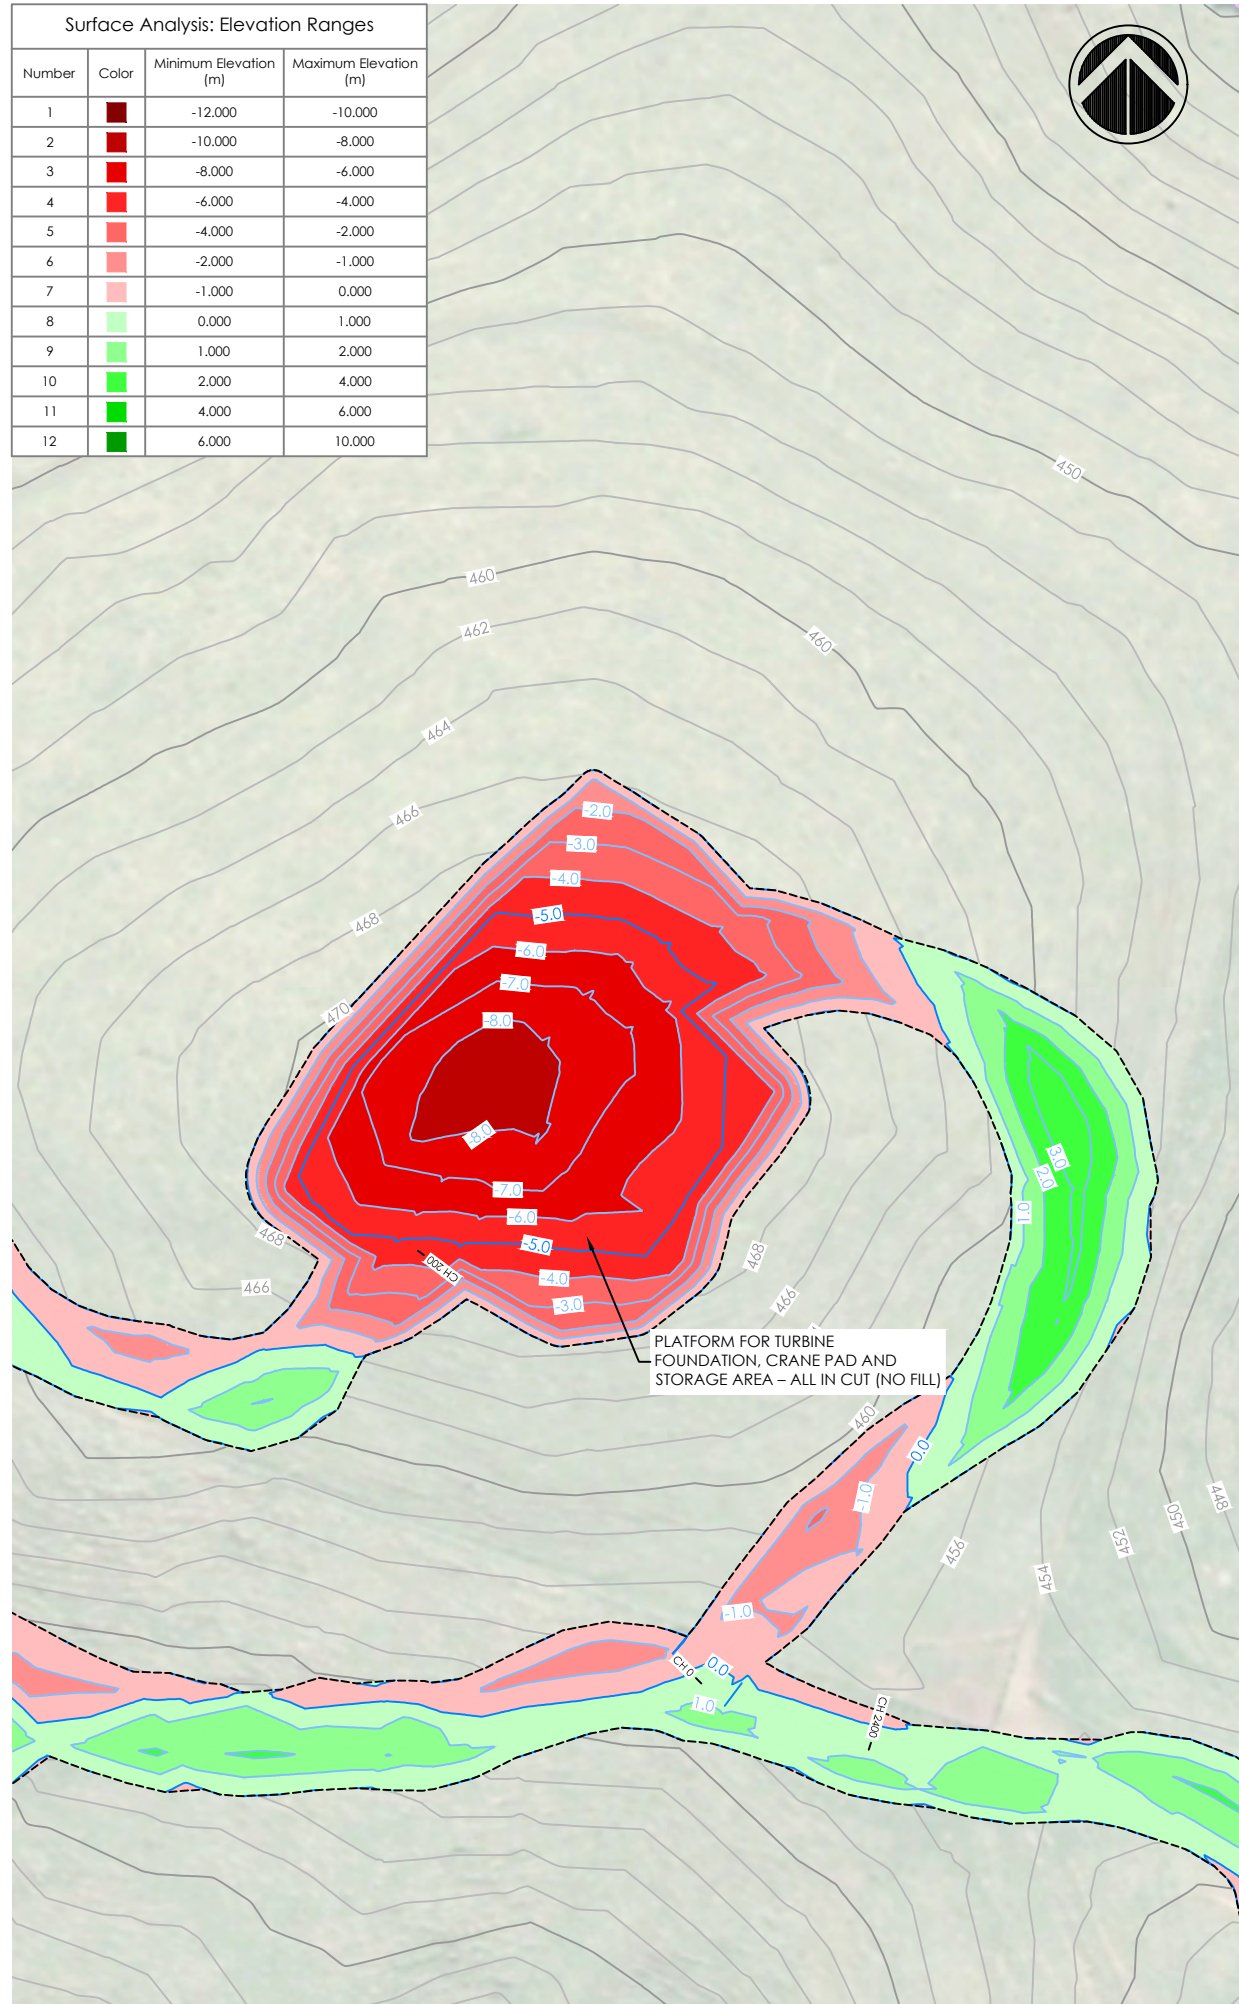 Surface Analysis: Elevation Ranges
Number Color Minimum Elevation (m) Maximum Elevation (m)
1 -12.000 -10.000
2 -10.000 -8.000
3 -8.000 -6.000
4 -6.000 -4.000
5 -4.000 -2.000
6 -2.000 -1.000
7 -1.000 0.000
8 0.000 1.000
9 1.000 2.000
10 2.000 4.000
11 4.000 6.000
12 6.000 10.000
450
460
462
460
464
466
468
470
-2.0
-3.0
-4.0
-5.0
-6.0
-7.0
-8.0
-8.0
-7.0
-6.0
-5.0
-4.0
-3.0
CH 200
468
466
468
466
3.0
2.0
1.0
PLATFORM FOR TURBINE
FOUNDATION, CRANE PAD AND
STORAGE AREA – ALL IN CUT (NO FILL)
460
0.0
-1.0
-1.0
456
454
452
450
448
CH 0
0.0
1.0
CH 2400